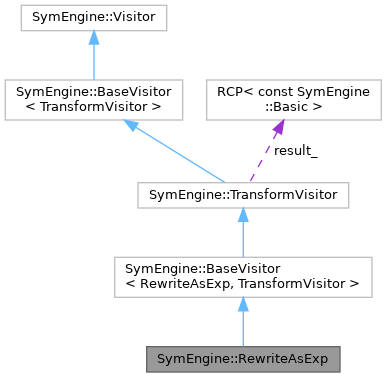 SymEngine::Visitor
SymEngine::BaseVisitor
< TransformVisitor >
RCP< const SymEngine
::Basic >
result_
SymEngine::TransformVisitor
SymEngine::BaseVisitor
< RewriteAsExp, TransformVisitor >
SymEngine::RewriteAsExp